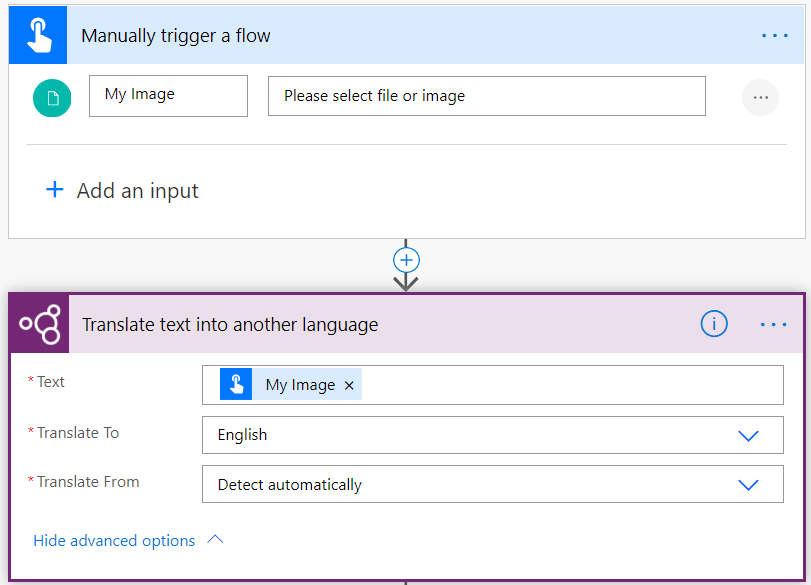 Manually trigger a flow
My Image Please select file or image
Add an input
Translate text into another language
*Text My Image
*Translate To English
*Translate From Detect automatically
Hide advanced options